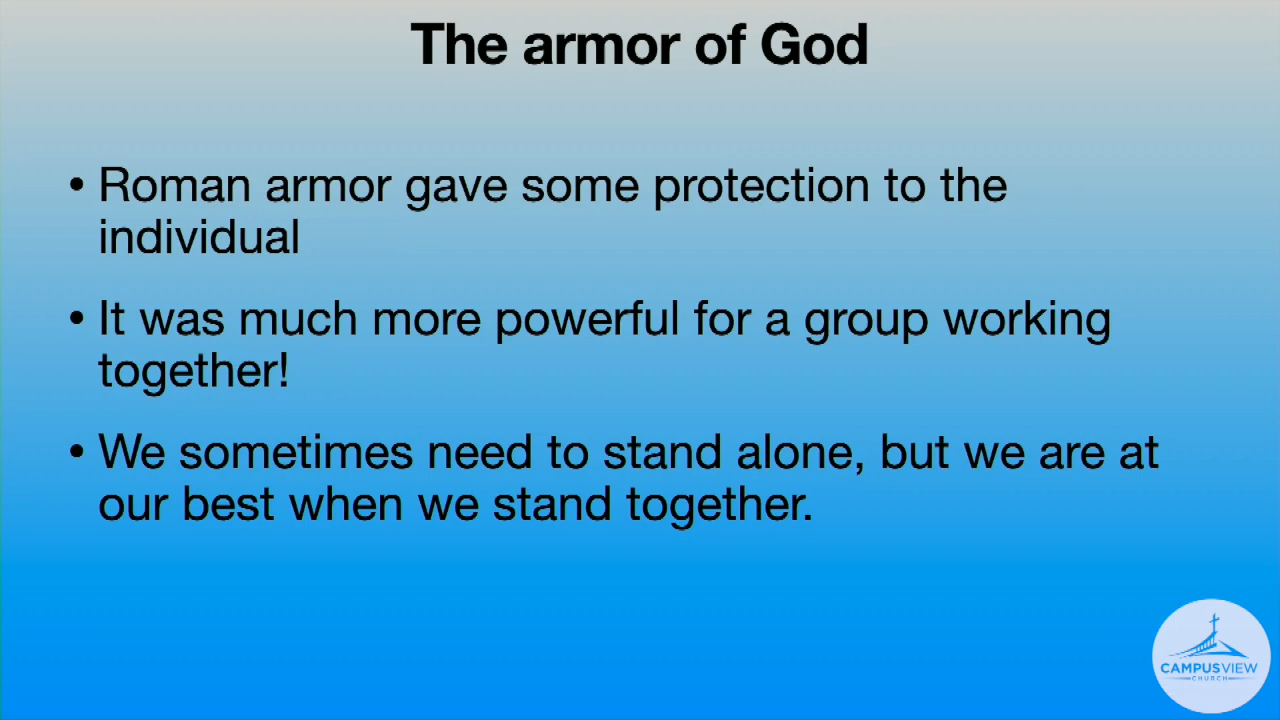 The armor of God
• Roman armor gave some protection to the
individual
• It was much more powerful for a group working
together!
• We sometimes need to stand alone, but we are at
our best when we stand together.
CAMPUSVIEW
CHURCH